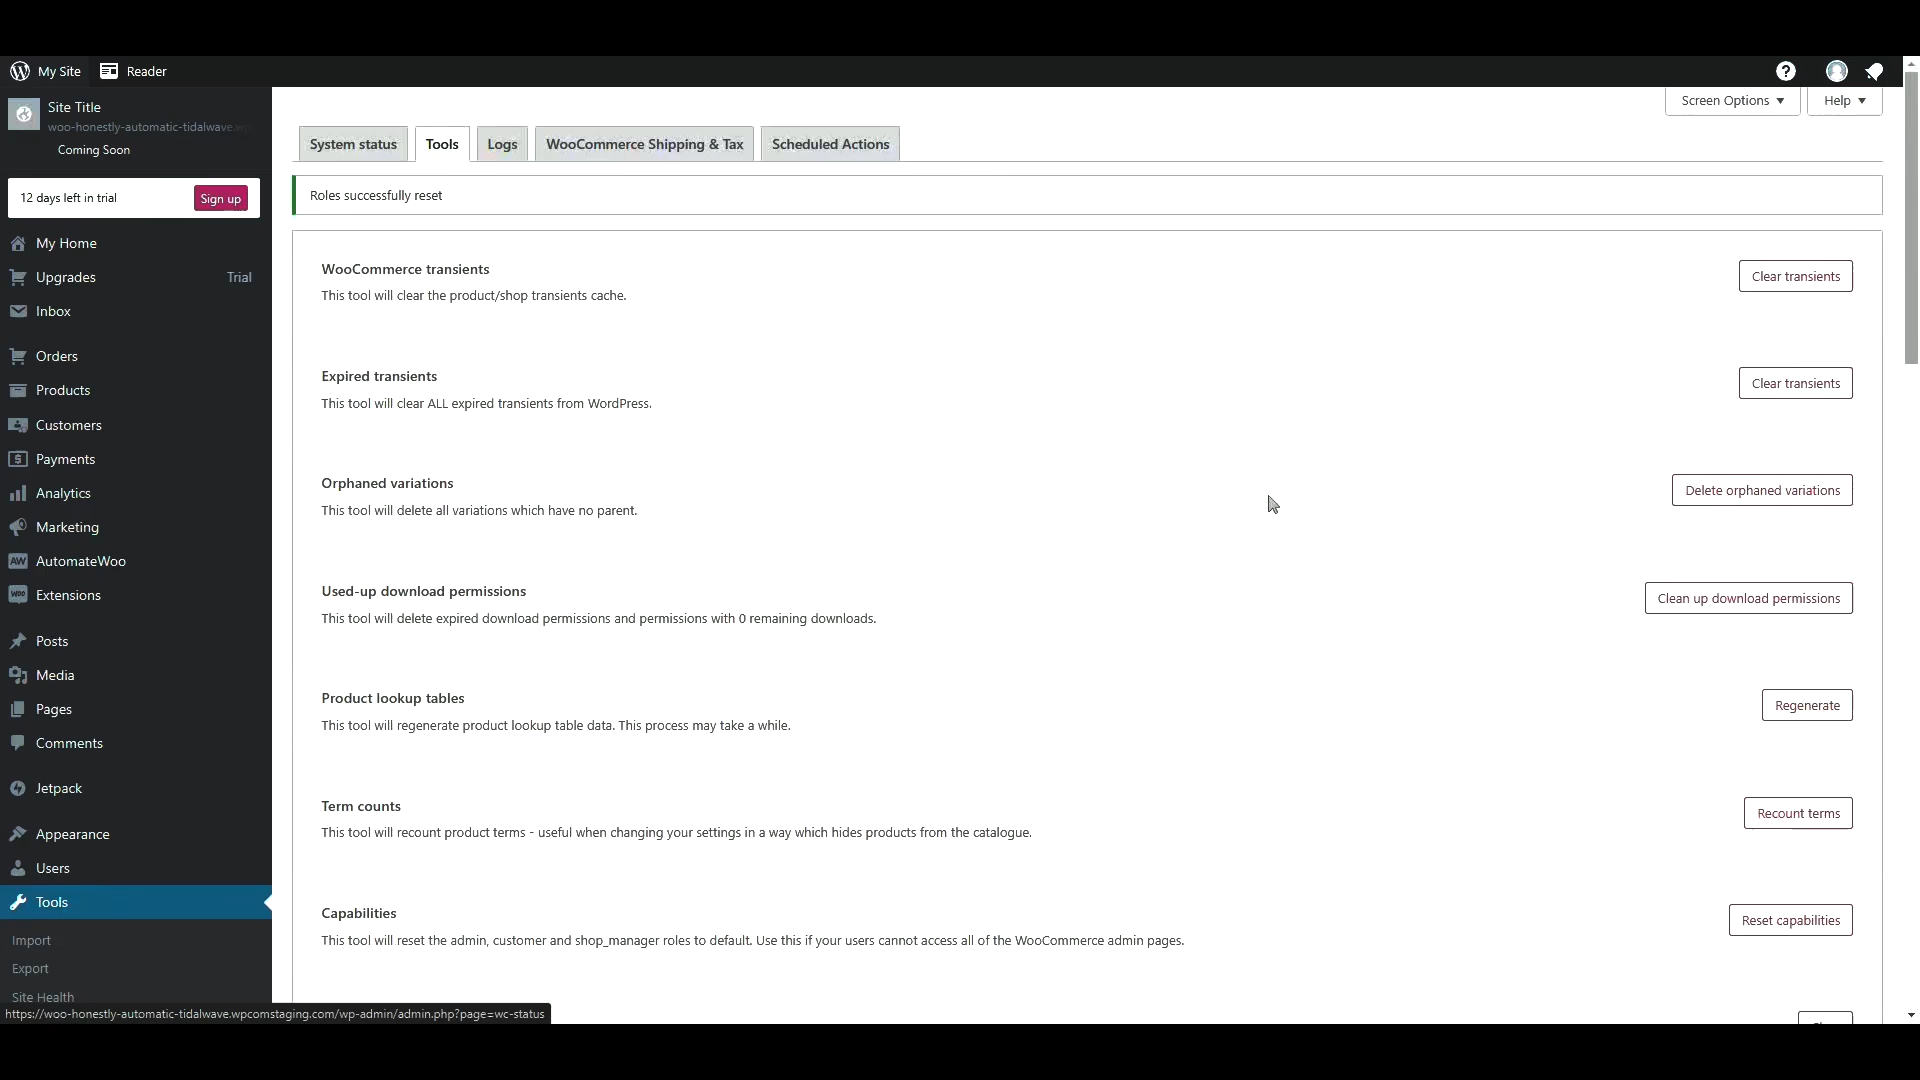 My Site
Reader
Screen Options
Help
Site Title
woo-honestly-automatic-tidalwave.wp
Coming Soon
12 days left in trial
Sign up
My Home
Upgrades Trial
Inbox
Orders
Products
Customers
Payments
Analytics
Marketing
AW AutomateWoo
WOO Extensions
Posts
Media
Pages
Comments
Jetpack
Appearance
Users
Tools
Import
Export
Site Health
https://woo-honestly-automatic-tidalwave.wpcomstaging.com/wp-admin/admin.php?page=wc-status
System status
Tools
Logs
WooCommerce Shipping & Tax
Scheduled Actions
Roles successfully reset
WooCommerce transients
This tool will clear the product/shop transients cache.
Clear transients
Expired transients
This tool will clear ALL expired transients from WordPress.
Clear transients
Orphaned variations
This tool will delete all variations which have no parent.
Delete orphaned variations
Used-up download permissions
This tool will delete expired download permissions and permissions with 0 remaining downloads.
Clean up download permissions
Product lookup tables
This tool will regenerate product lookup table data. This process may take a while.
Regenerate
Term counts
This tool will recount product terms - useful when changing your settings in a way which hides products from the catalogue.
Recount terms
Capabilities
This tool will reset the admin, customer and shop_manager roles to default. Use this if your users cannot access all of the WooCommerce admin pages.
Reset capabilities